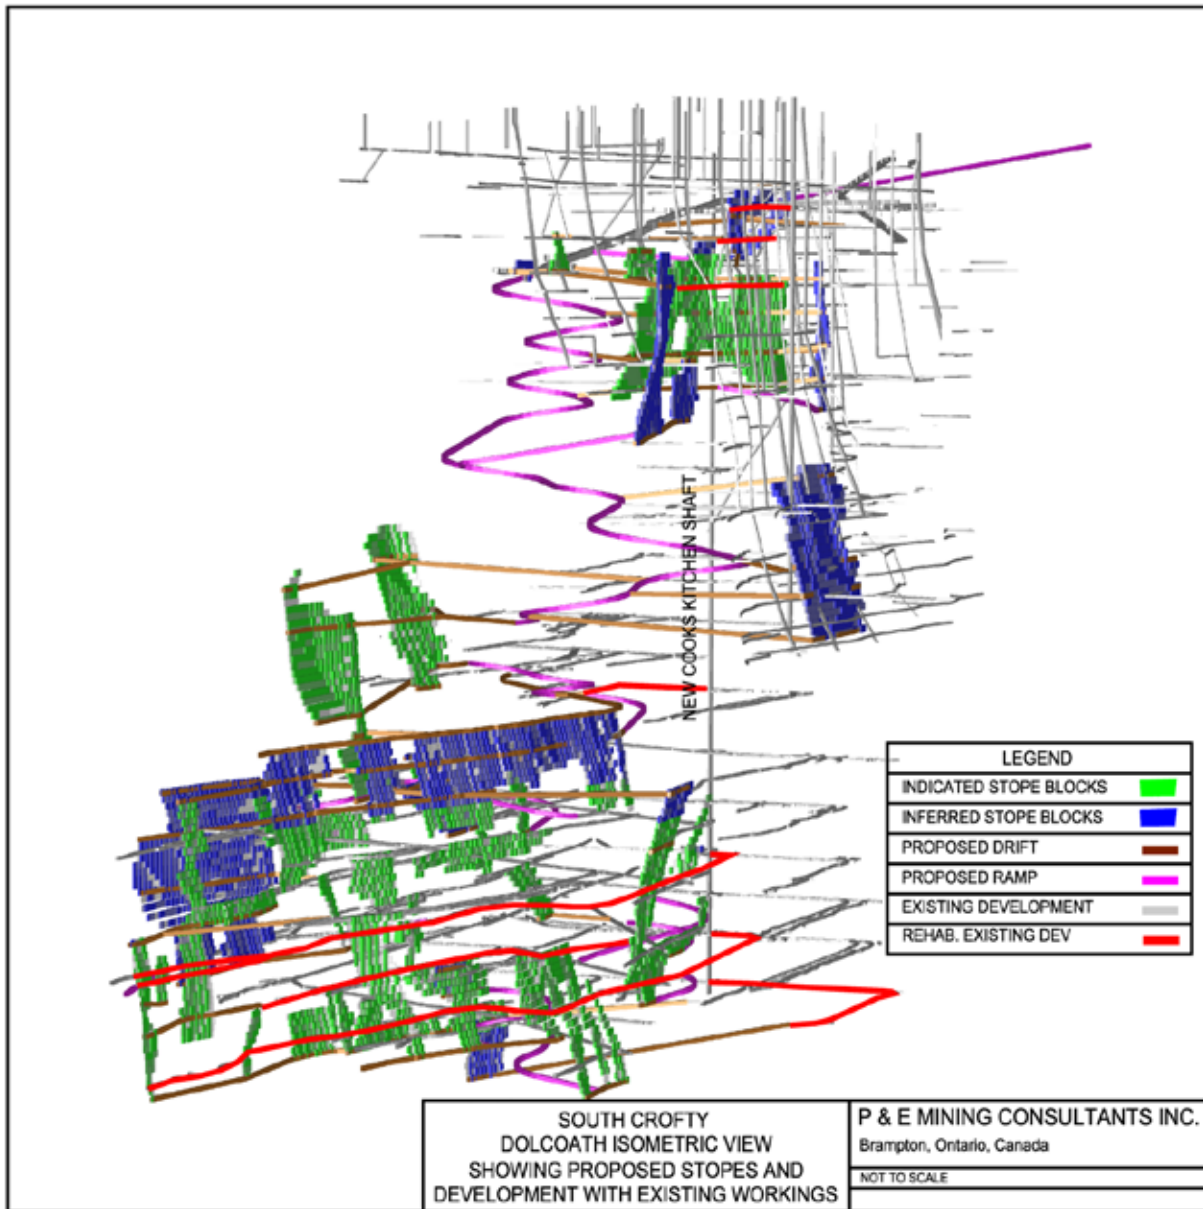 NEW COOKS KITCHEN SHAFT
LEGEND
INDICATED STOPE BLOCKS
INFERRED STOPE BLOCKS
PROPOSED DRIFT
PROPOSED RAMP
EXISTING DEVELOPMENT
REHAB. EXISTING DEV
SOUTH CROFTY
DOLCOATH ISOMETRIC VIEW
SHOWING PROPOSED STOPES AND
DEVELOPMENT WITH EXISTING WORKINGS
P & E MINING CONSULTANTS INC.
Brampton, Ontario, Canada
NOT TO SCALE